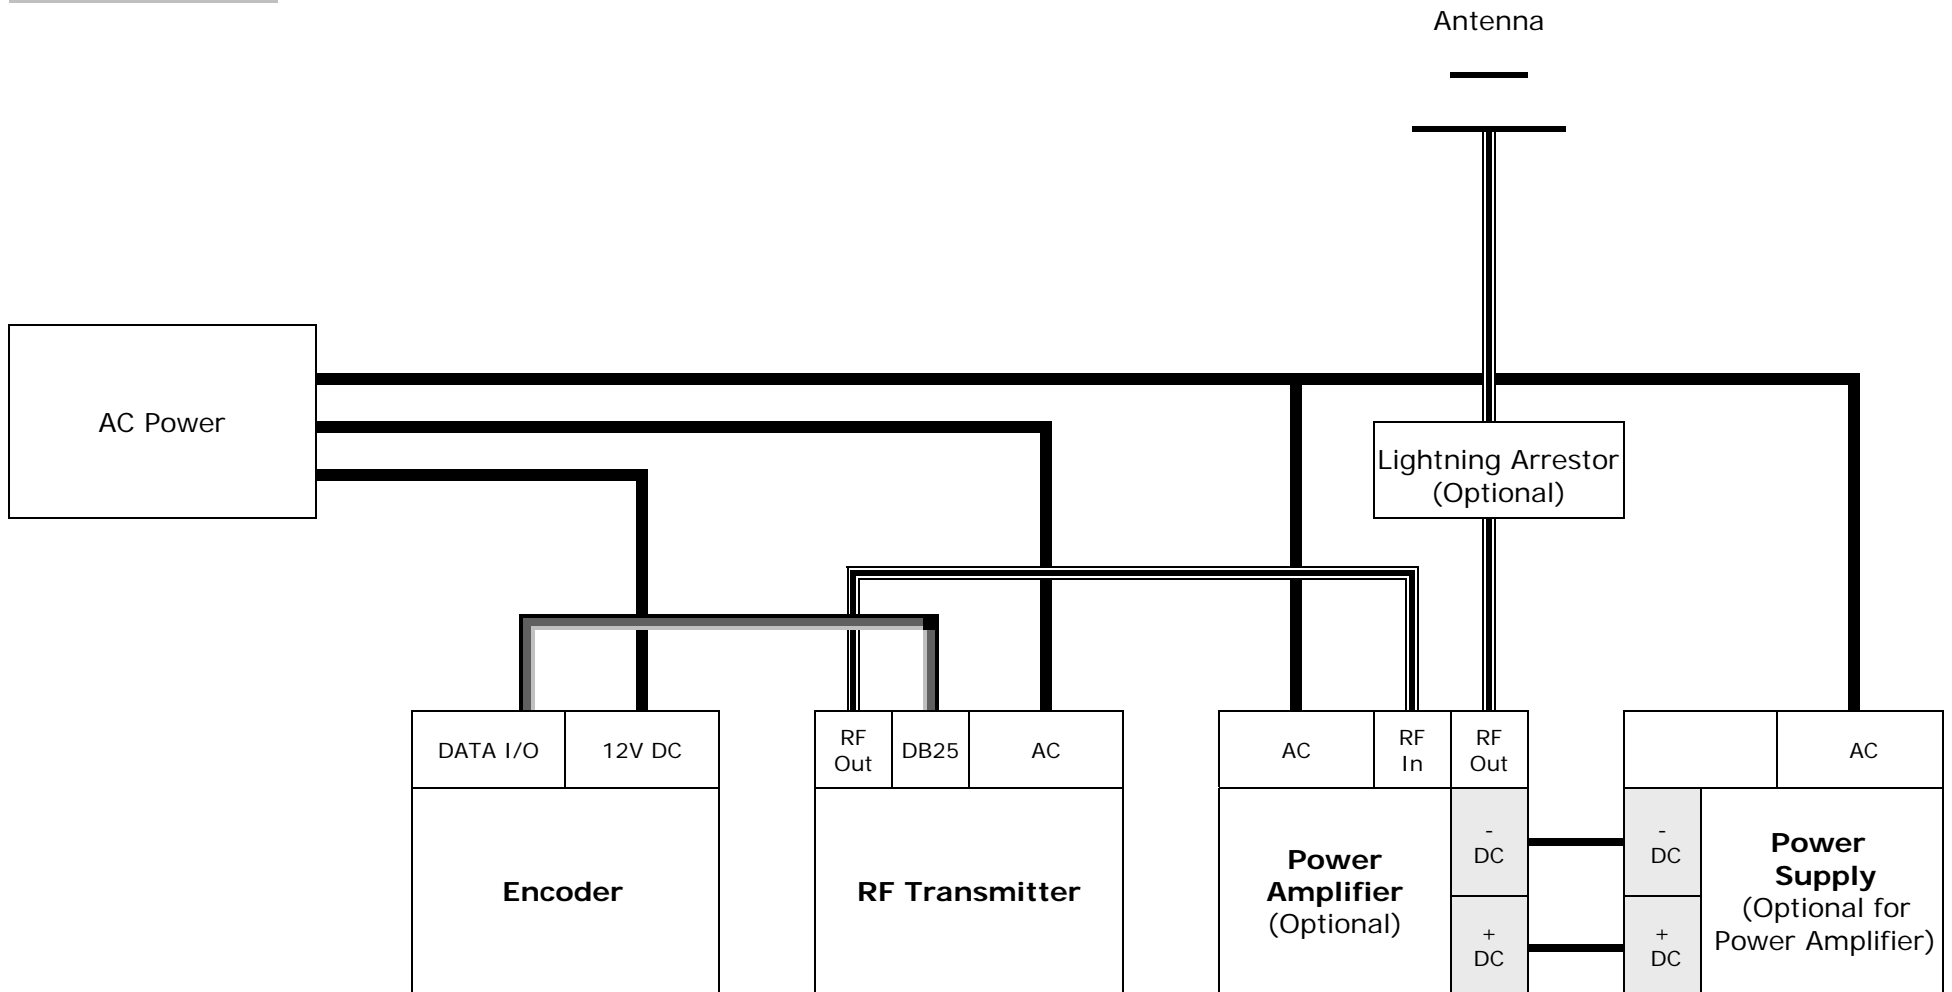 Antenna
AC Power
Lightning Arrestor
(Optional)
DATA I/O
12V DC
RF
Out
DB25
AC
AC
RF
In
RF
Out
AC
Encoder
RF Transmitter
Power
Amplifier
(Optional)
-
DC
+
DC
-
DC
+
DC
Power
Supply
(Optional for
Power Amplifier)